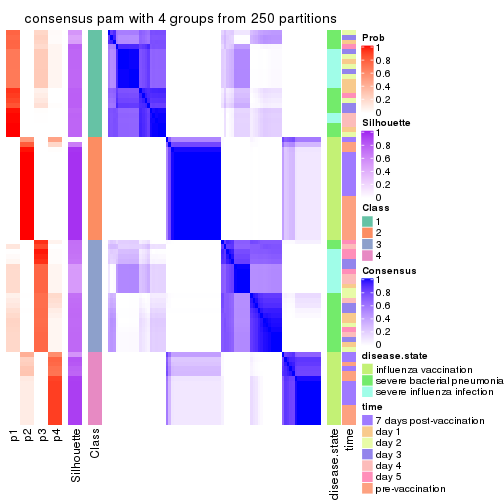 consensus pam with 4 groups from 250 partitions
Prob
1
0.8
0.6
0.4
0.2
0
Silhouette
1
0.8
0.6
0.4
0.2
0
Class
1
2
3
4
Consensus
1
0.8
0.6
0.4
0.2
0
disease.state
influenza vaccination
severe bacterial pneumonia
severe influenza infection
time
7 days post-vaccination
day 1
day 2
day 3
day 4
day 5
pre-vaccination
p1
p2
p3
p4
Silhouette
Class
disease.state
time